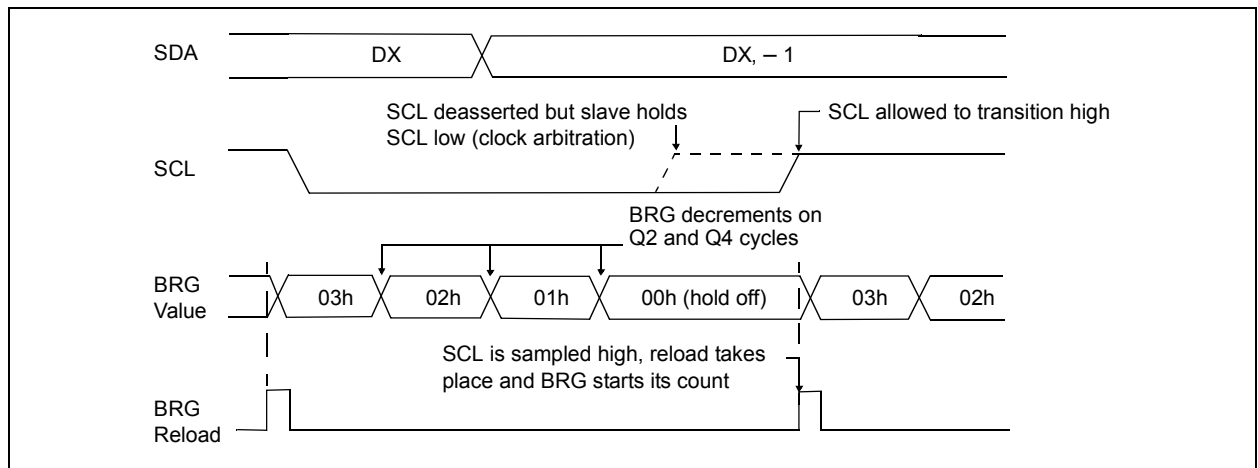 SDA
DX
DX, – 1
SCL deasserted but slave holds
SCL low (clock arbitration)
SCL allowed to transition high
SCL
BRG decrements on
Q2 and Q4 cycles
BRG
Value
03h
02h
01h
00h (hold off)
03h
02h
SCL is sampled high, reload takes
place and BRG starts its count
BRG
Reload